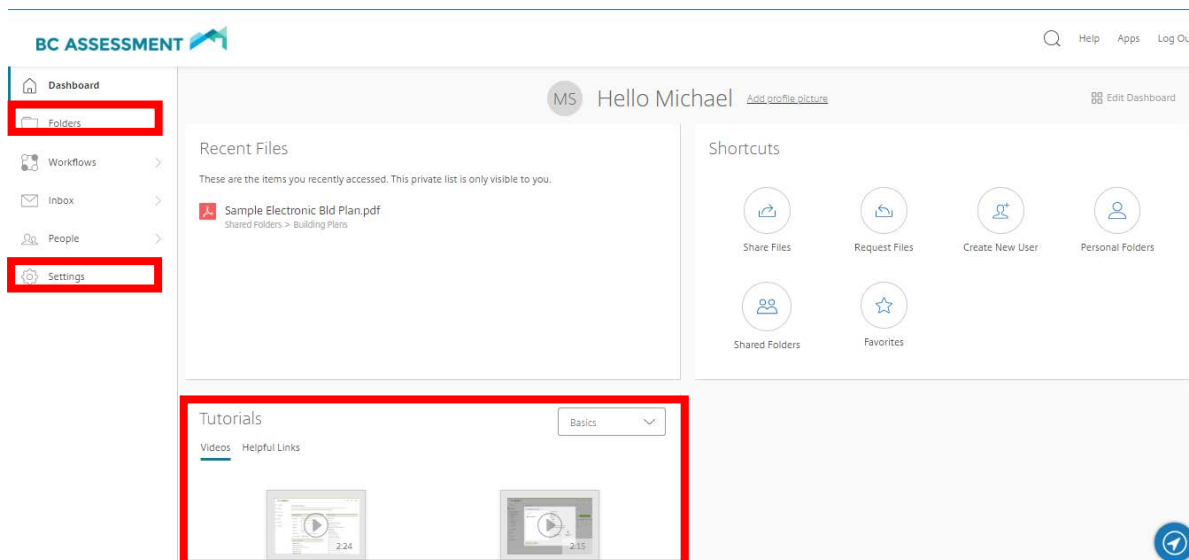 BC ASSESSMENT
Help Apps Log Ou
Dashboard
Folders
Workflows
Inbox
People
Settings
MS Hello Michael Add profile picture
Edit Dashboard
Recent Files
These are the items you recently accessed. This private list is only visible to you.
Sample Electronic Bld Plan.pdf
Shared Folders > Building Plans
Shortcuts
Share Files Request Files Create New User Personal Folders
Shared Folders Favorites
Tutorials
Basics
Videos Helpful Links
2:24 2:15